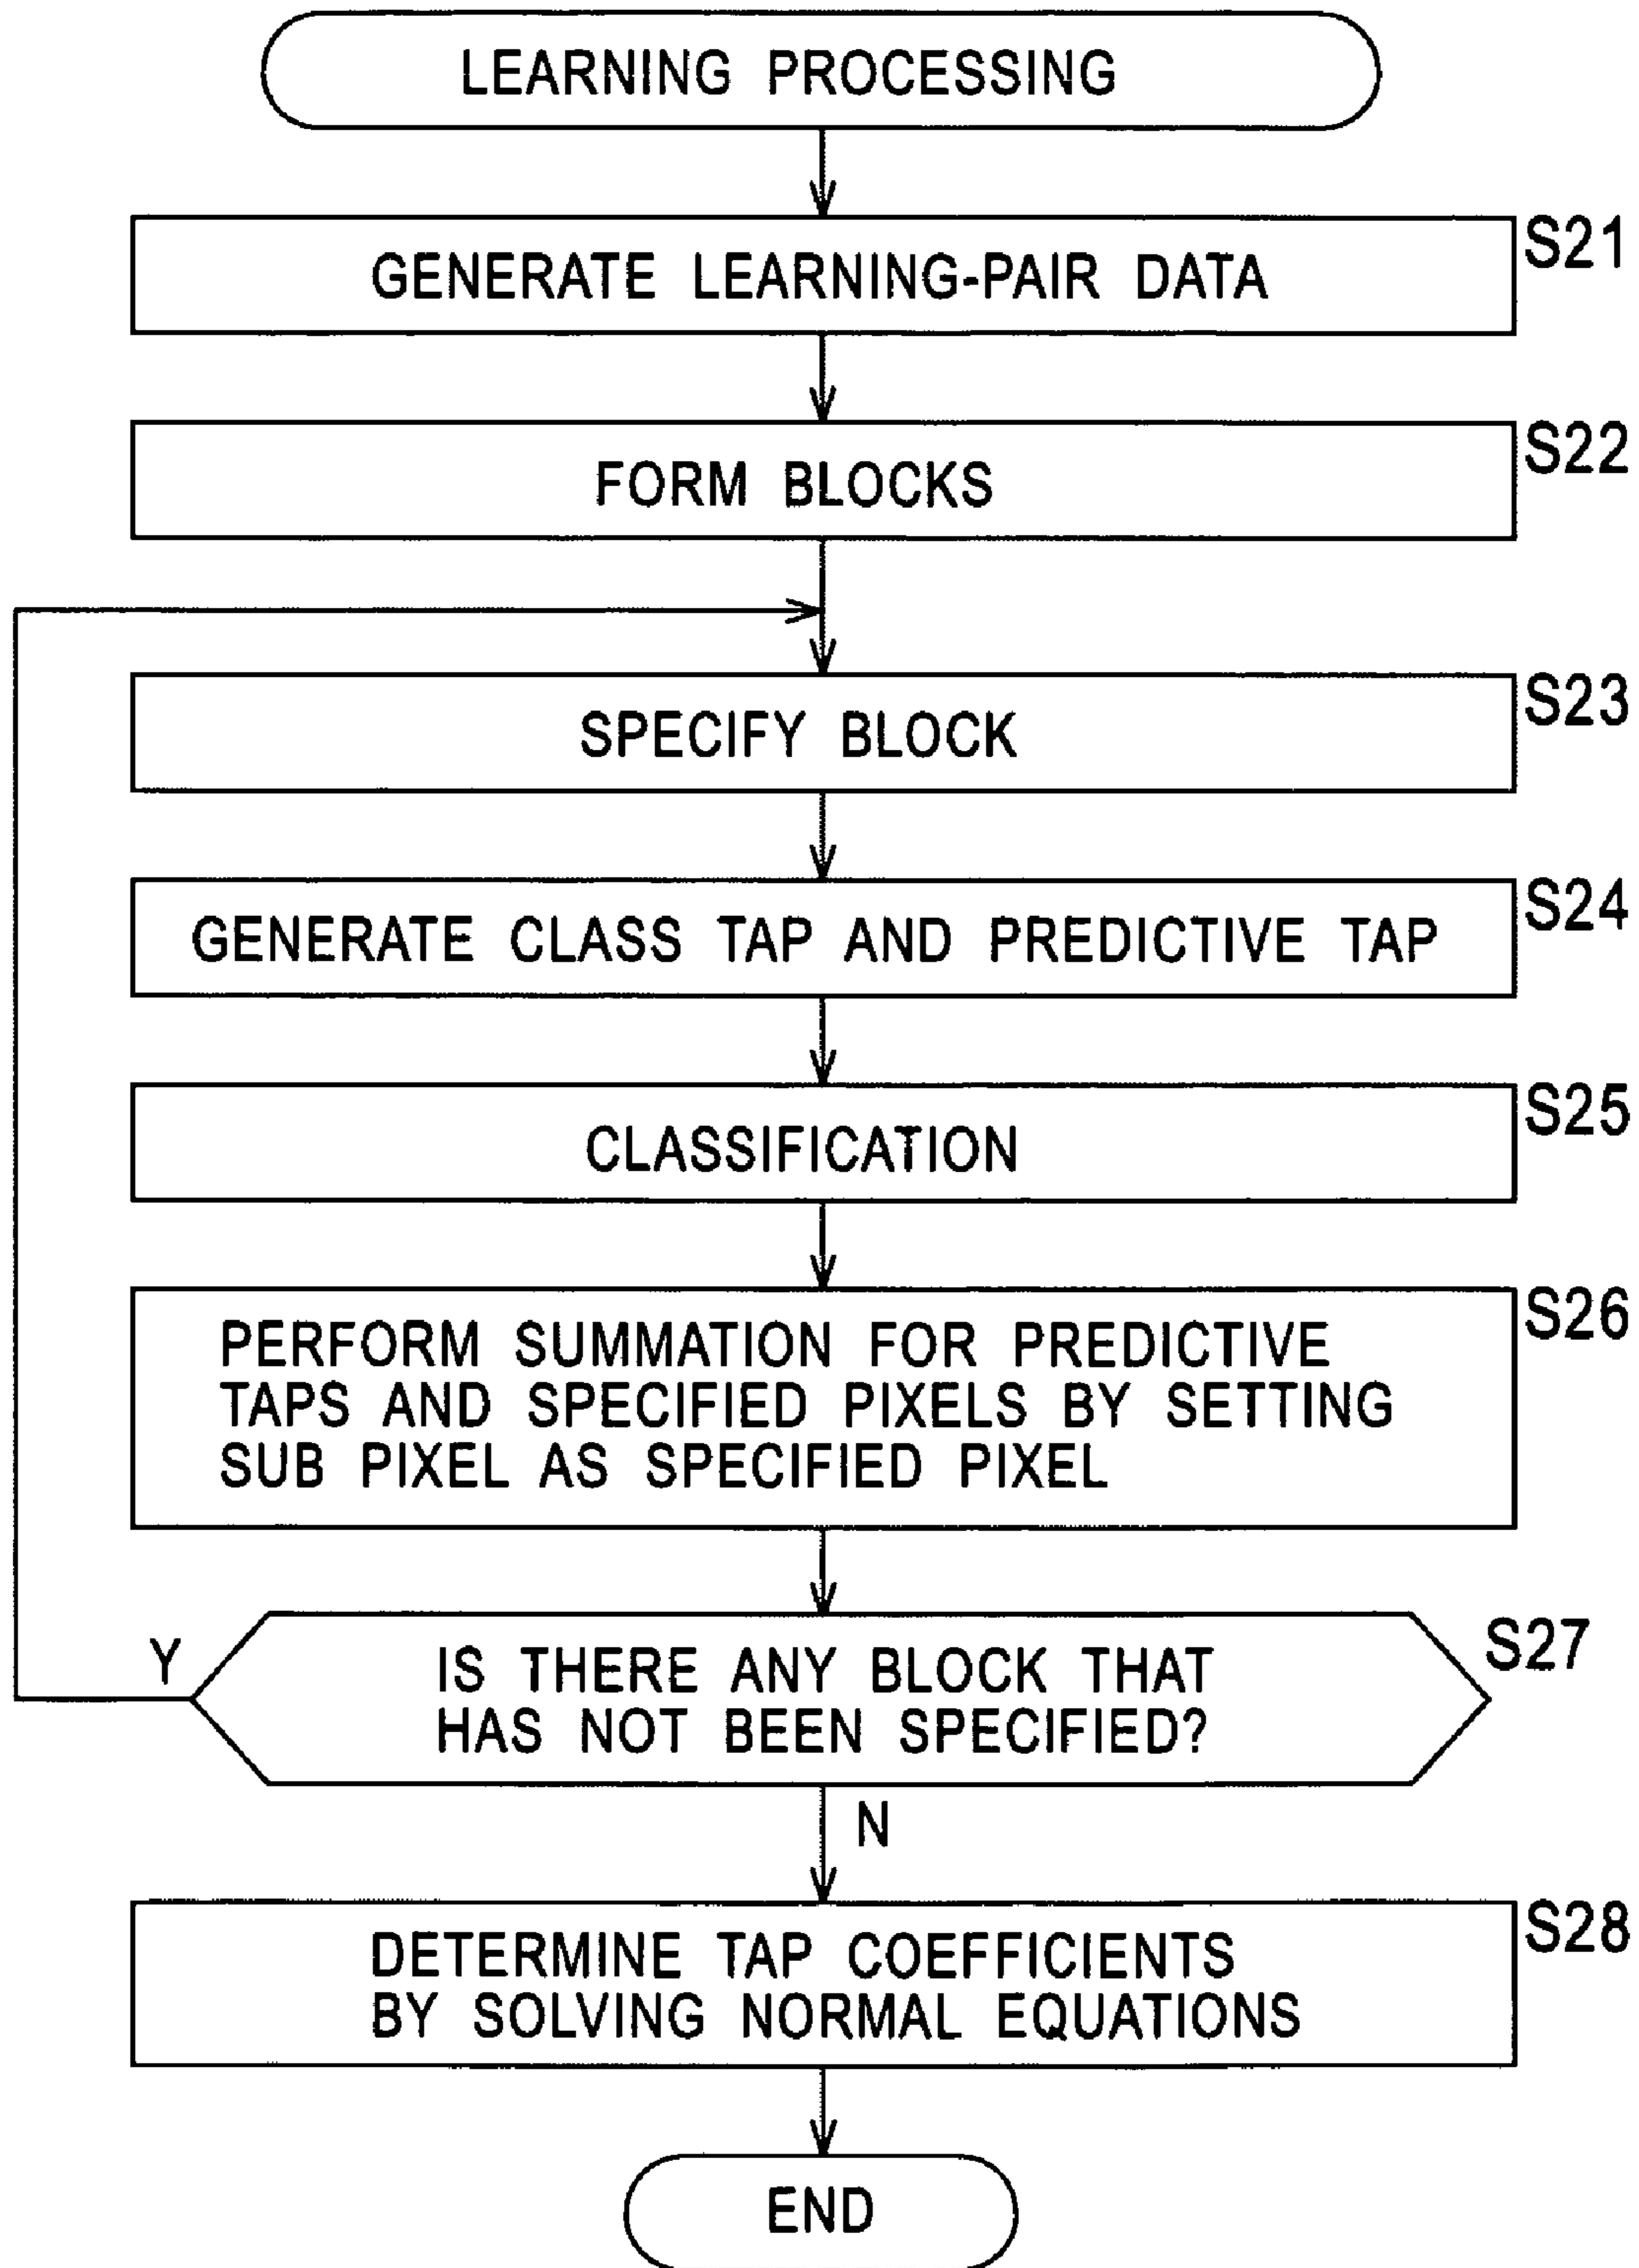 LEARNING PROCESSING
S21
GENERATE LEARNING-PAIR DATA
S22
FORM BLOCKS
S23
SPECIFY BLOCK
S24
GENERATE CLASS TAP AND PREDICTIVE TAP
S25
CLASSIFICATION
S26
PERFORM SUMMATION FOR PREDICTIVE
TAPS AND SPECIFIED PIXELS BY SETTING
SUB PIXEL AS SPECIFIED PIXEL
S27
Y
IS THERE ANY BLOCK THAT
HAS NOT BEEN SPECIFIED?
N
S28
DETERMINE TAP COEFFICIENTS
BY SOLVING NORMAL EQUATIONS
END